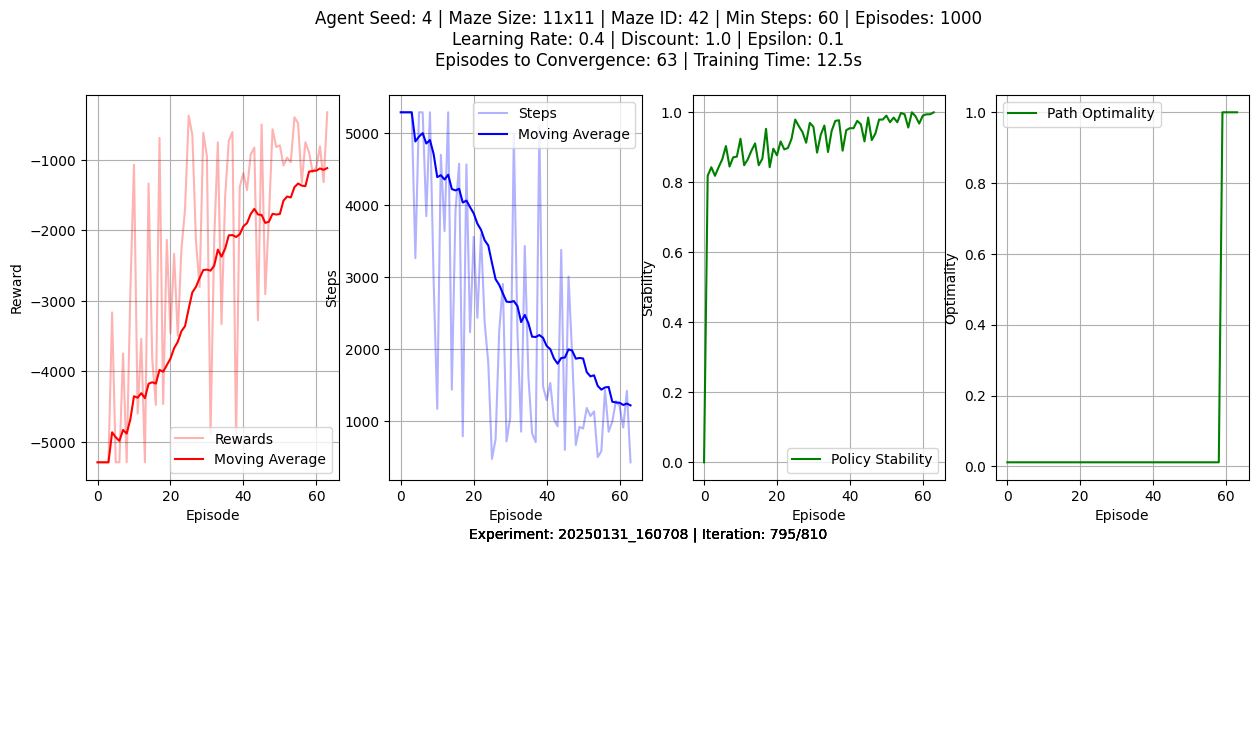 Agent Seed: 4 | Maze Size: 11x11 | Maze ID: 42 | Min Steps: 60 | Episodes: 1000
Learning Rate: 0.4 | Discount: 1.0 | Epsilon: 0.1
Episodes to Convergence: 63 | Training Time: 12.5s
Reward
−1000
−2000
−3000
−4000
−5000
0
20
40
60
Episode
Rewards
Moving Average
Steps
5000
4000
3000
2000
1000
0
20
40
60
Episode
Steps
Moving Average
Stability
1.0
0.8
0.6
0.4
0.2
0.0
0
20
40
60
Episode
Policy Stability
Optimality
1.0
0.8
0.6
0.4
0.2
0.0
0
20
40
60
Episode
Path Optimality
Experiment: 20250131_160708 | Iteration: 795/810